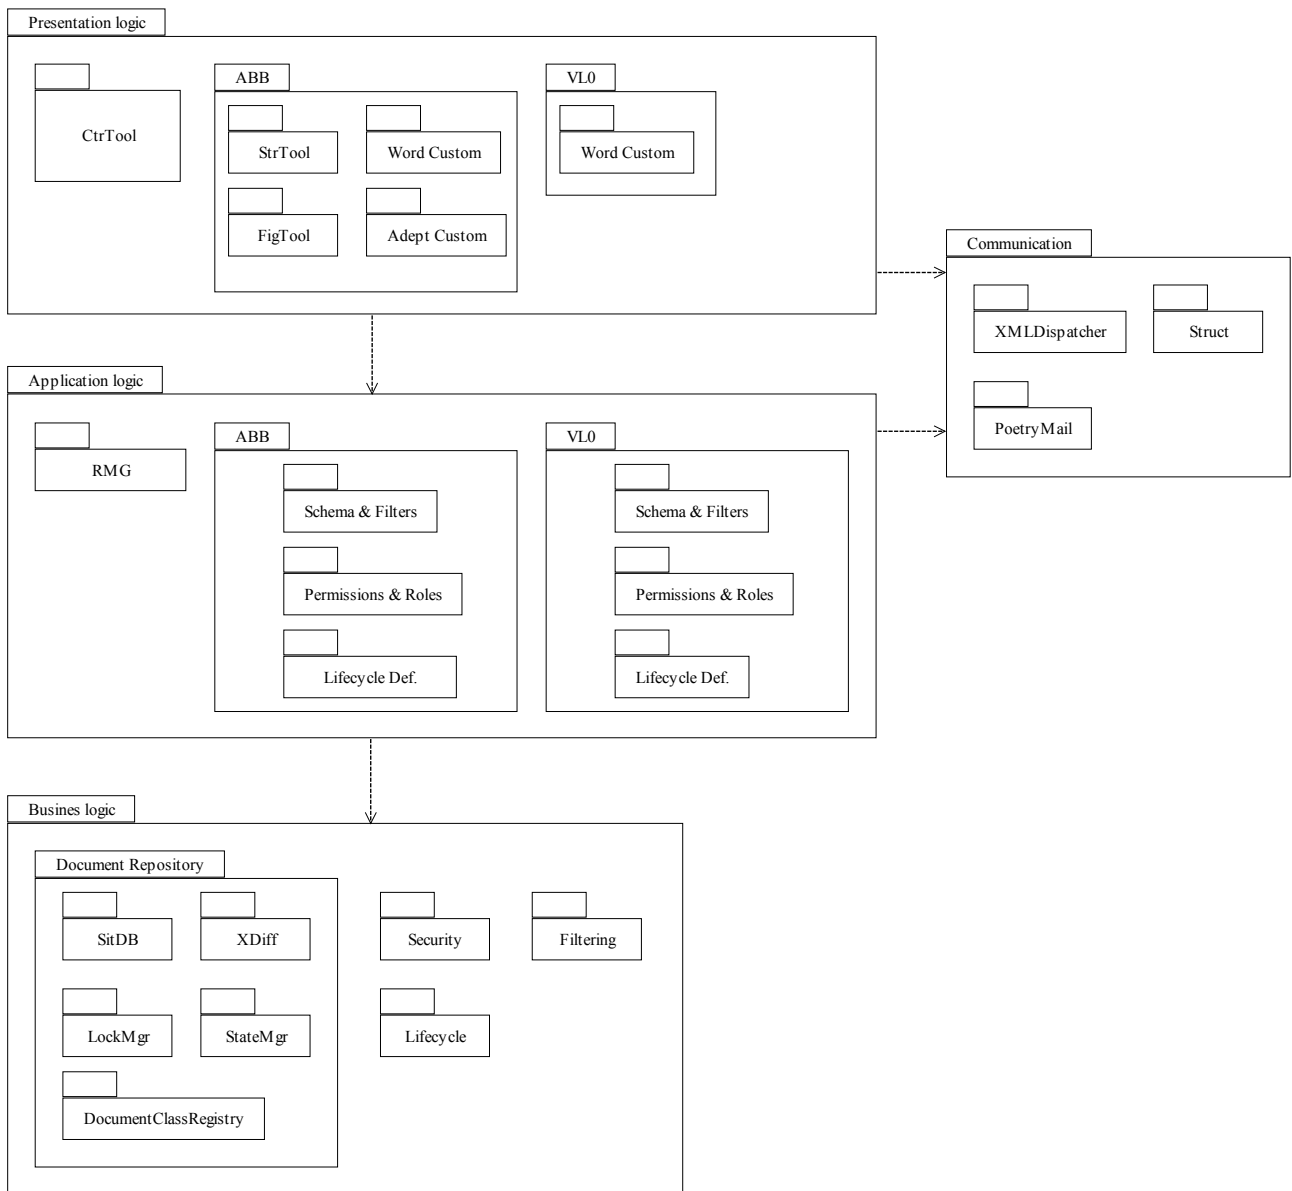 Presentation logic
CtrTool
ABB
StrTool
Word Custom
FigTool
Adept Custom
VL0
Word Custom
Communication
XMLDispatcher
Struct
PoetryMail
Application logic
RMG
ABB
Schema & Filters
Permissions & Roles
Lifecycle Def.
VL0
Schema & Filters
Permissions & Roles
Lifecycle Def.
Busines logic
Document Repository
SitDB
XDiff
LockMgr
StateMgr
DocumentClassRegistry
Security
Filtering
Lifecycle